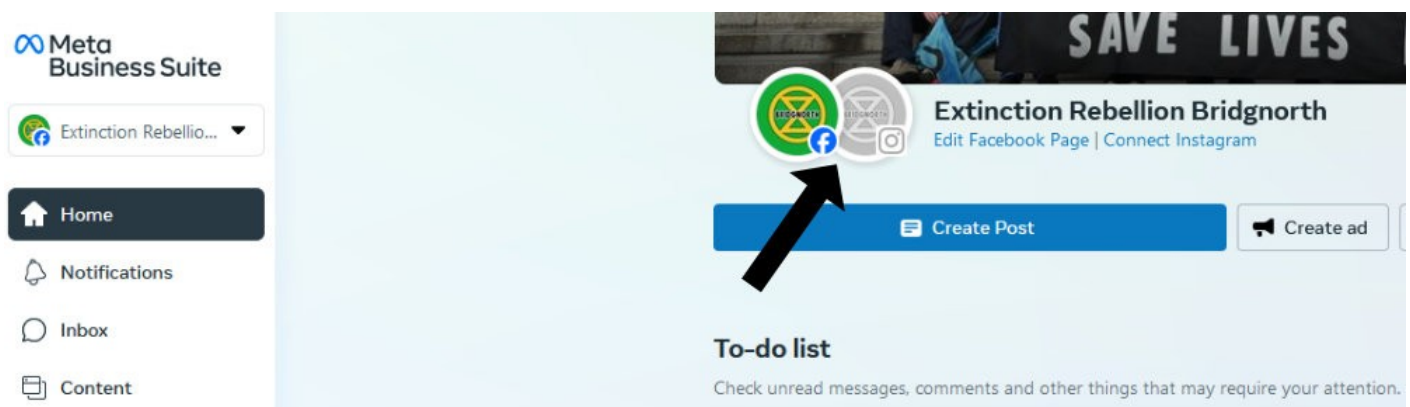 Meta
Business Suite
Extinction Rebellio...
Home
Notifications
Inbox
Content
SAVE LIVES
BRIDGNORTH
BRIDGNORTH
Extinction Rebellion Bridgnorth
Edit Facebook Page | Connect Instagram
Create Post
Create ad
To-do list
Check unread messages, comments and other things that may require your attention.